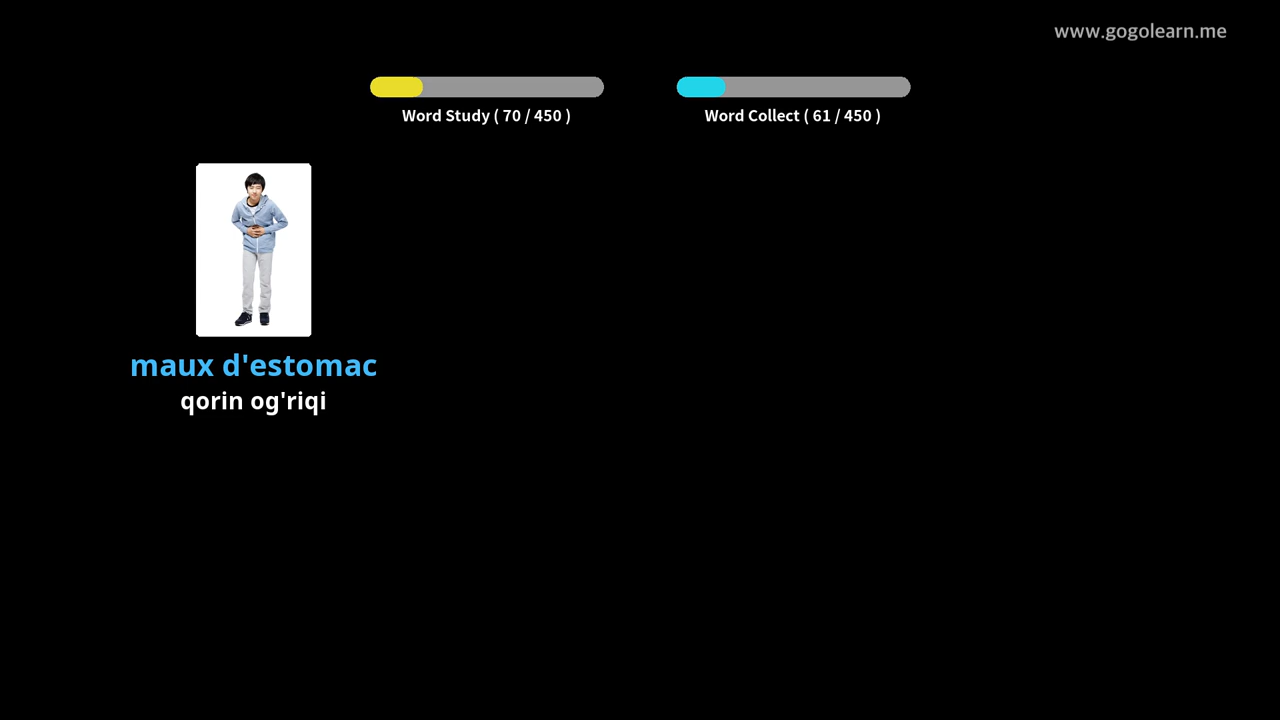 www.gogolearn.me
Word Study ( 70 / 450 )
Word Collect ( 61 / 450 )
maux d'estomac
qorin og'riqi